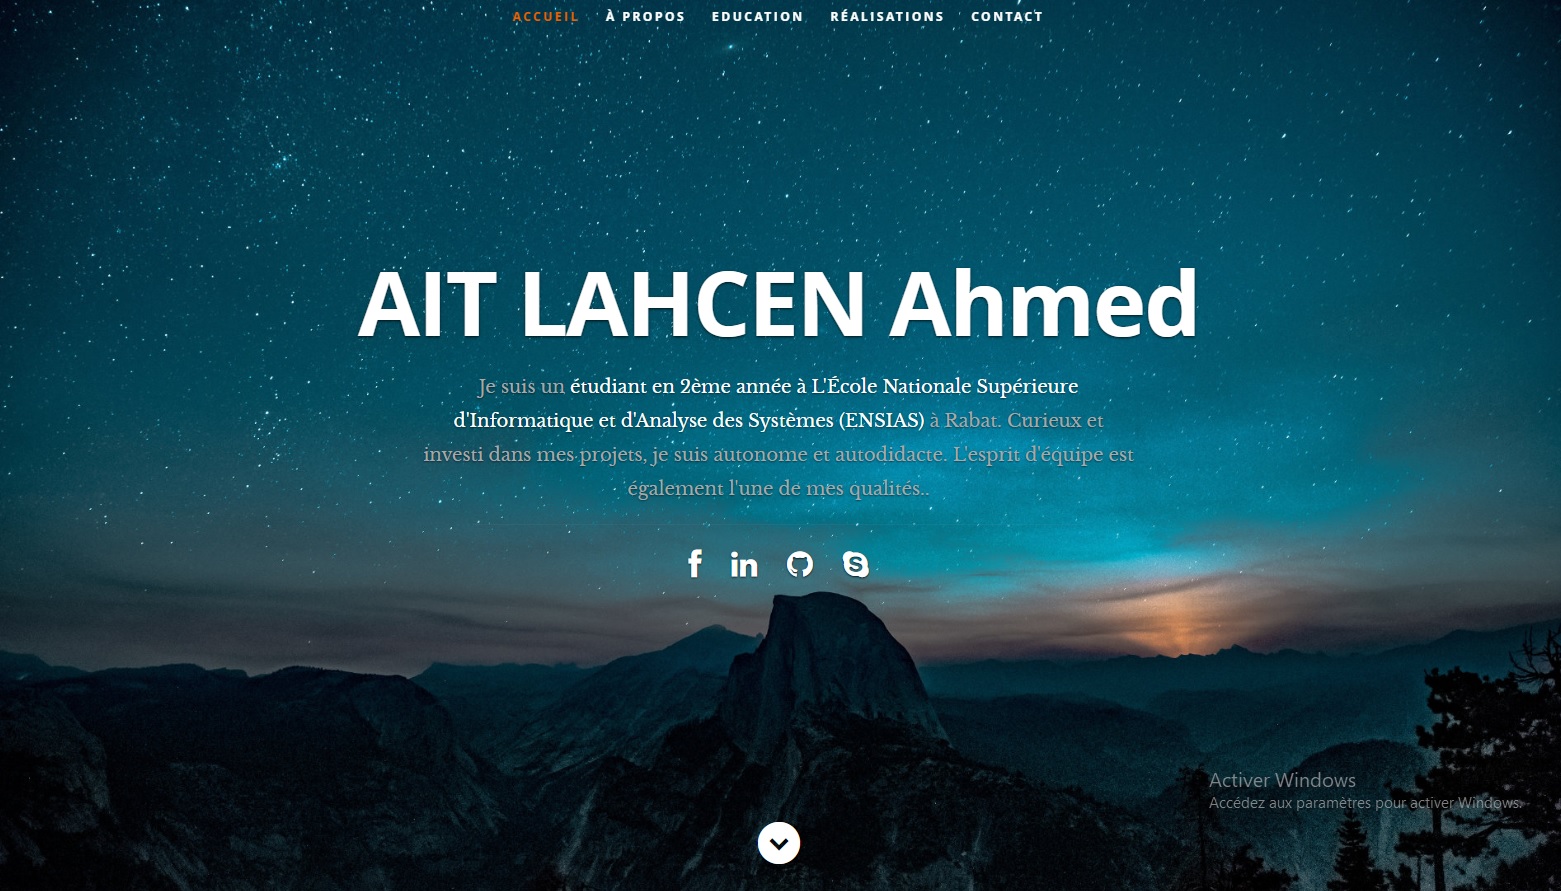 ACCUEIL À PROPOS EDUCATION RÉALISATIONS CONTACT
AIT LAHCEN Ahmed
Je suis un étudiant en 2ème année à L'École Nationale Supérieure
d'Informatique et d'Analyse des Systèmes (ENSIAS) à Rabat. Curieux et
investi dans mes projets, je suis autonome et autodidacte. L'esprit d'équipe est
également l'une de mes qualités..
Activer Windows
Accédez aux paramètres pour activer Windows.